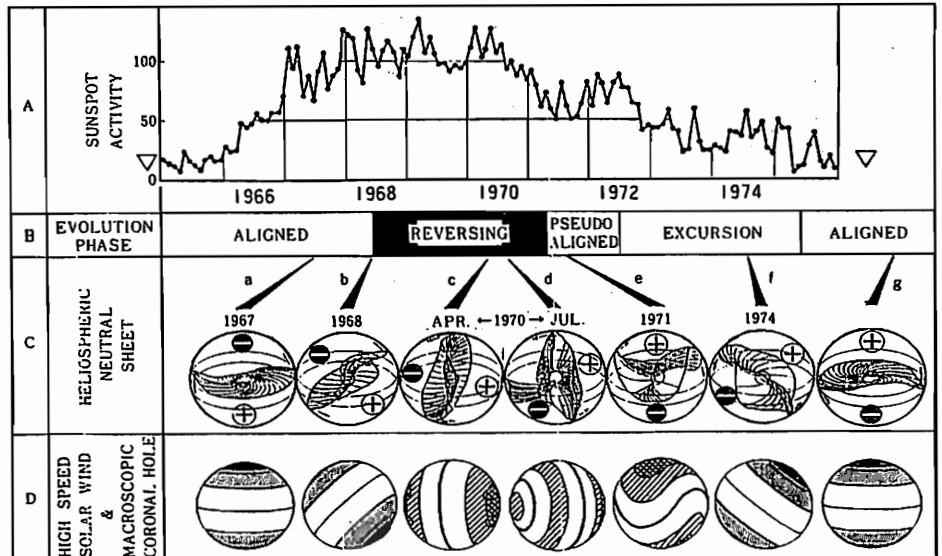 A
SUNSPOT
ACTIVITY
100
50
0
1966
1968
1970
1972
1974
B
EVOLUTION
PHASE
ALIGNED
REVERSING
PSEUDO
ALIGNED
EXCURSION
ALIGNED
C
HELIOSPHERIC
NEUTRAL
SHEET
a
b
c
d
e
f
g
1967
1968
APR. ←1970→ JUL.
1971
1974
D
HIGH SPEED
SOLAR WIND
&
MACROSCOPIC
CORONAL HOLE